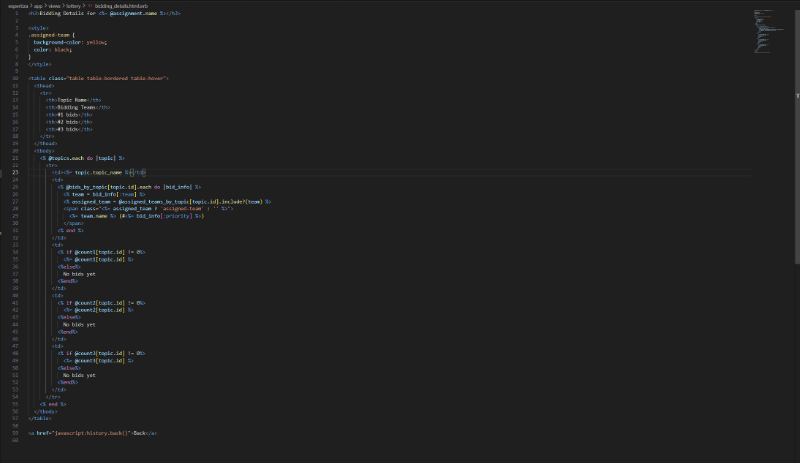 expertiza > app > views > lottery > bidding_details.html.erb
1 <h1>Bidding Details for <%= @assignment.name %></h1>
2
3 <style>
4 .assigned-team {
5 background-color: yellow;
6 color: black;
7 }
8 </style>
9
10 <table class="table table-bordered table-hover">
11 <thead>
12 <tr>
13 <th>Topic Name</th>
14 <th>Bidding Teams</th>
15 <th>#1 bids</th>
16 <th>#2 bids</th>
17 <th>#3 bids</th>
18 </tr>
19 </thead>
20 <tbody>
21 <% @topics.each do |topic| %>
22 <tr>
23 <td><%= topic.topic_name %></td>
24 <td>
25 <% @bids_by_topic[topic.id].each do |bid_info| %>
26 <% team = bid_info[:team] %>
27 <% assigned_team = @assigned_teams_by_topic[topic.id].include?(team) %>
28 <span class="<%= assigned_team ? 'assigned-team' : '' %>">
29 <%= team.name %> (#<%= bid_info[:priority] %>)
30 </span>
31 <% end %>
32 </td>
33 <td>
34 <% if @count1[topic.id] != 0%>
35 <%= @count1[topic.id] %>
36 <%else%>
37 No bids yet
38 <%end%>
39 </td>
40 <td>
41 <% if @count2[topic.id] != 0%>
42 <%= @count2[topic.id] %>
43 <%else%>
44 No bids yet
45 <%end%>
46 </td>
47 <td>
48 <% if @count3[topic.id] != 0%>
49 <%= @count3[topic.id] %>
50 <%else%>
51 No bids yet
52 <%end%>
53 </td>
54 </tr>
55 <% end %>
56 </tbody>
57 </table>
58
59 <a href="javascript:history.back()">Back</a>
60